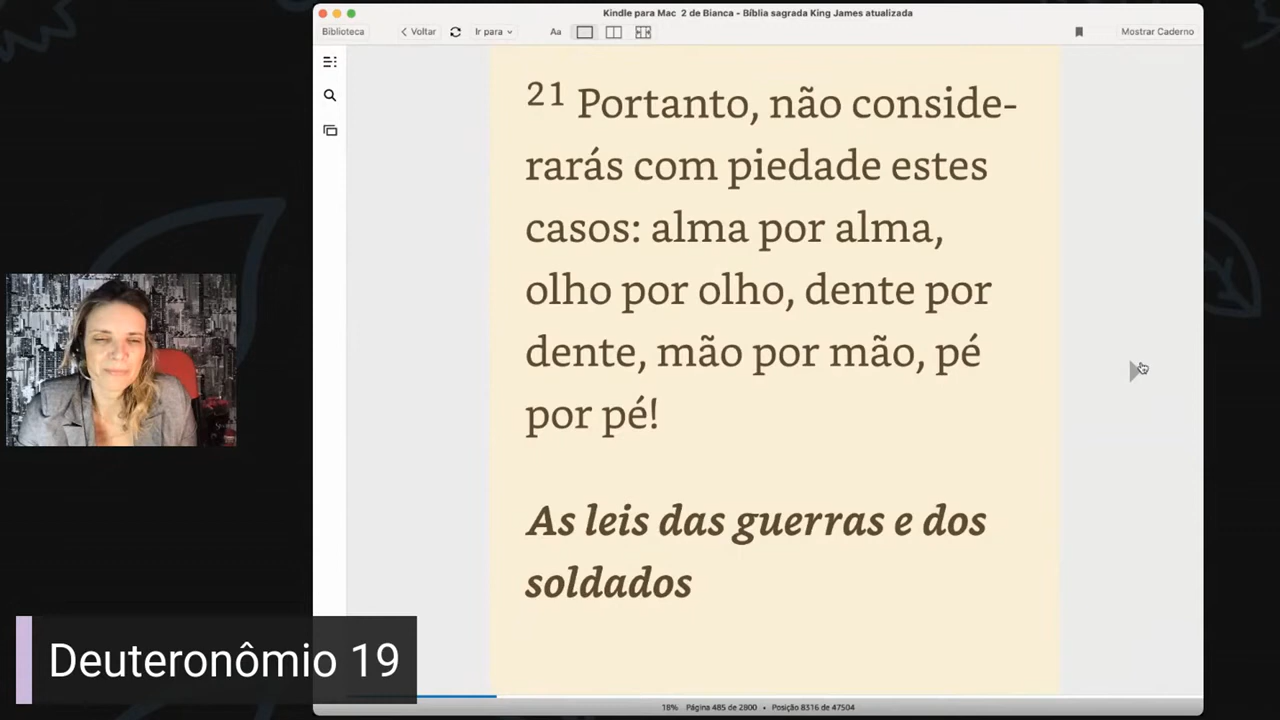 Kindle para Mac 2 de Bianca - Bíblia sagrada King James atualizada
Biblioteca
Voltar
Ir para
Aa
Mostrar Caderno
21 Portanto, não conside-
rarás com piedade estes
casos: alma por alma,
olho por olho, dente por
dente, mão por mão, pé
por pé!
As leis das guerras e dos
soldados
Deuteronômio 19
18% Página 485 de 2800 • Posição 8316 de 47504